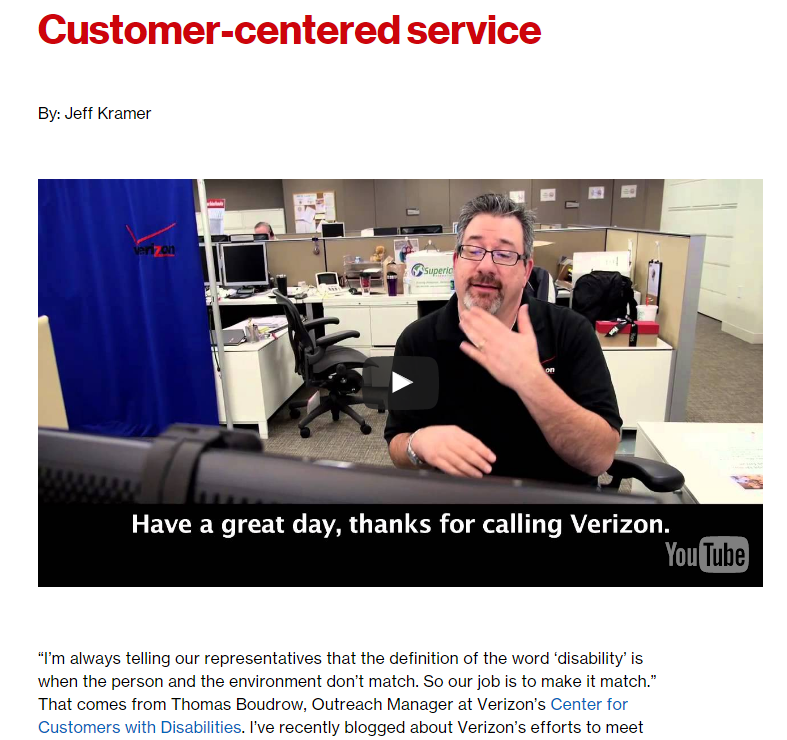 Customer-centered service
By: Jeff Kramer
verizon
Superio
on
Have a great day, thanks for calling Verizon.
YouTube
“I’m always telling our representatives that the definition of the word ‘disability’ is
when the person and the environment don’t match. So our job is to make it match.”
That comes from Thomas Boudrow, Outreach Manager at Verizon’s Center for
Customers with Disabilities. I’ve recently blogged about Verizon’s efforts to meet